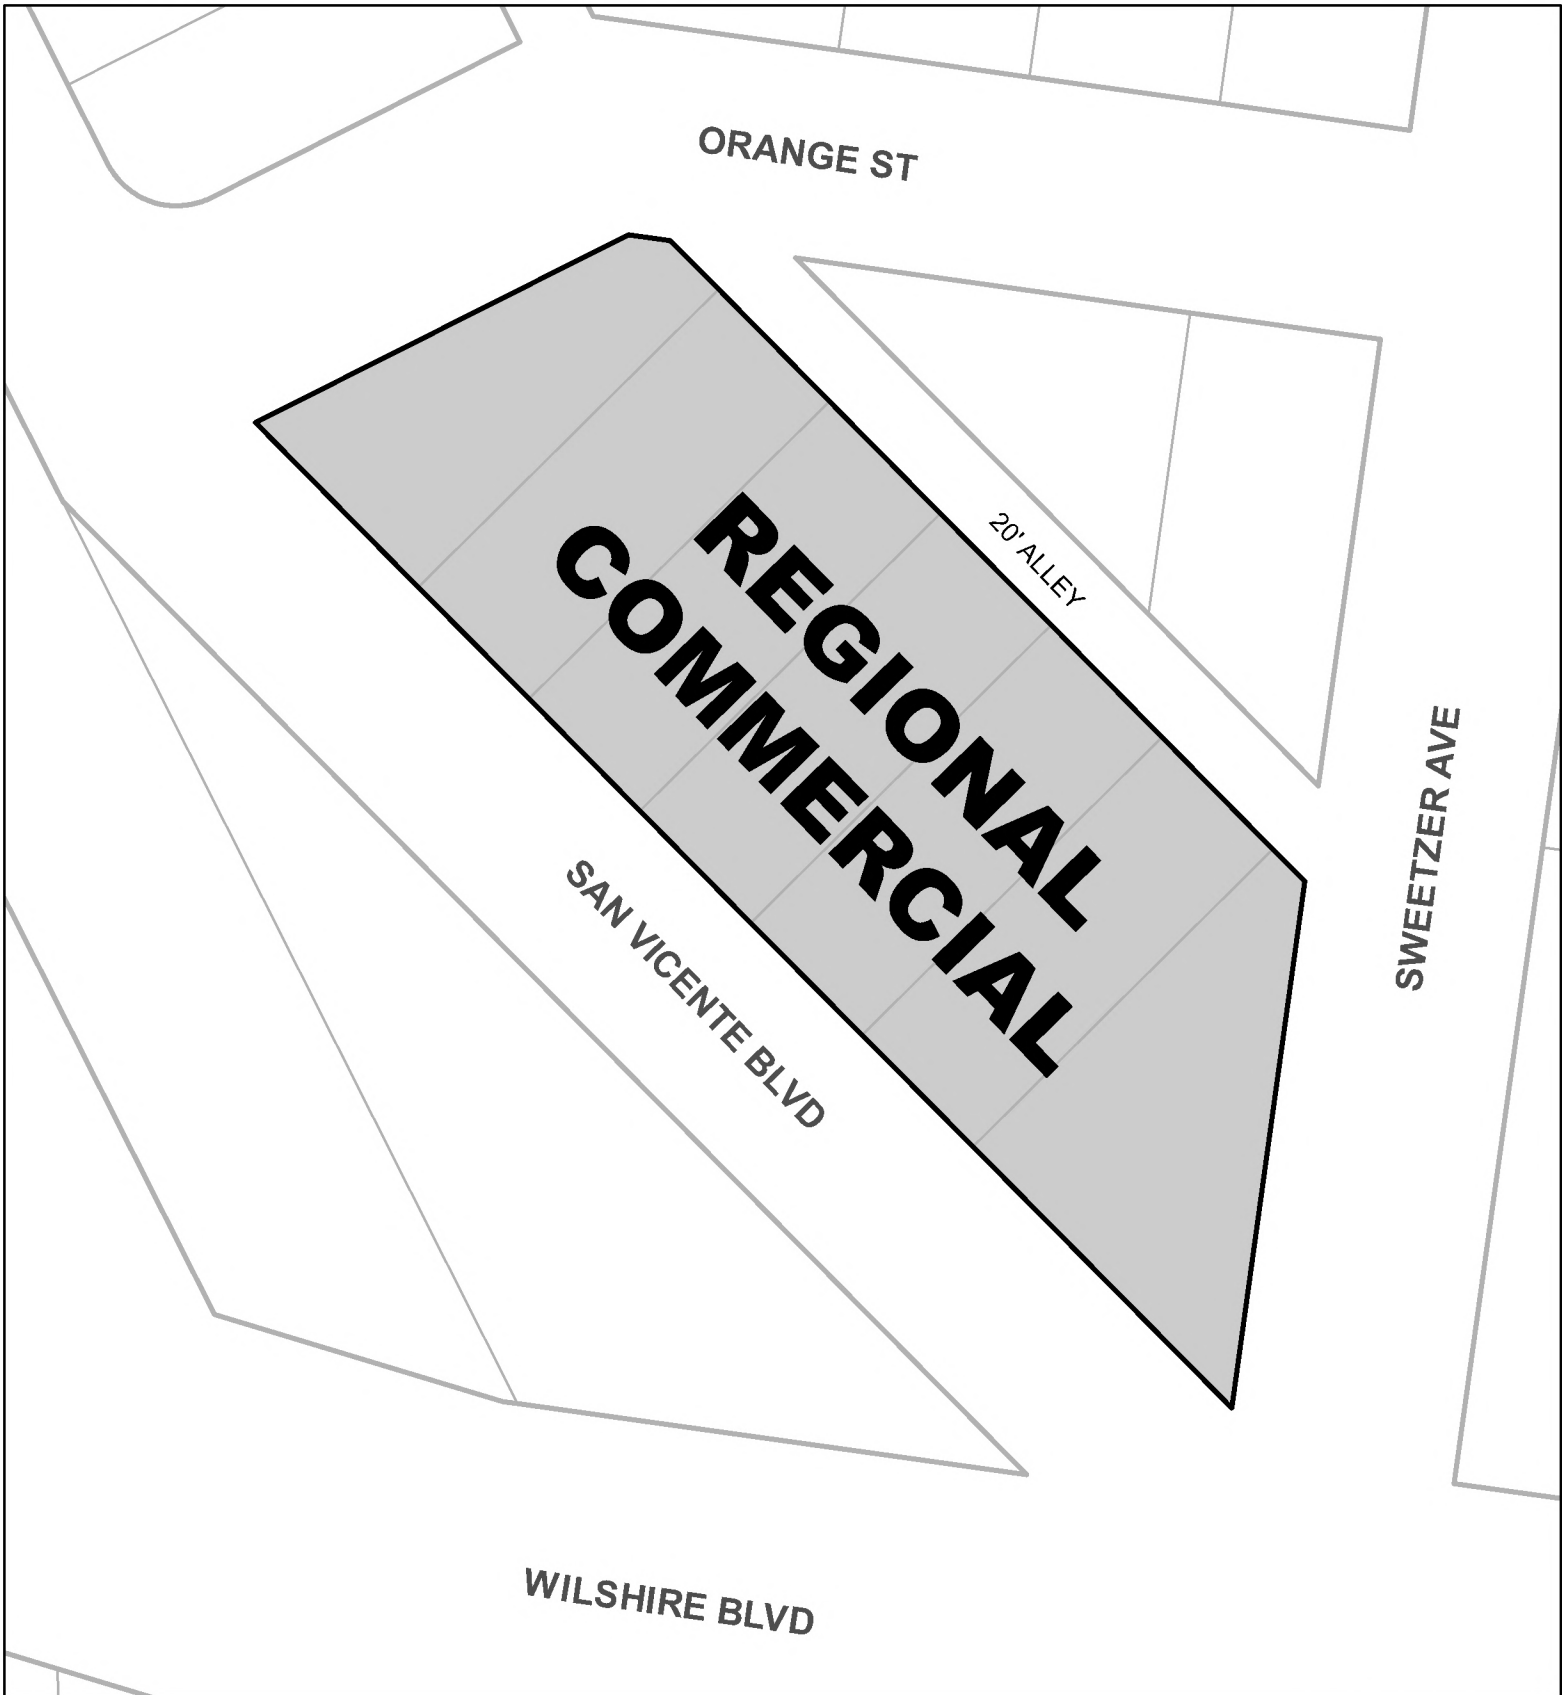 ORANGE ST
20' ALLEY
REGIONAL
COMMERCIAL
SWEETZER AVE
SAN VICENTE BLVD
WILSHIRE BLVD